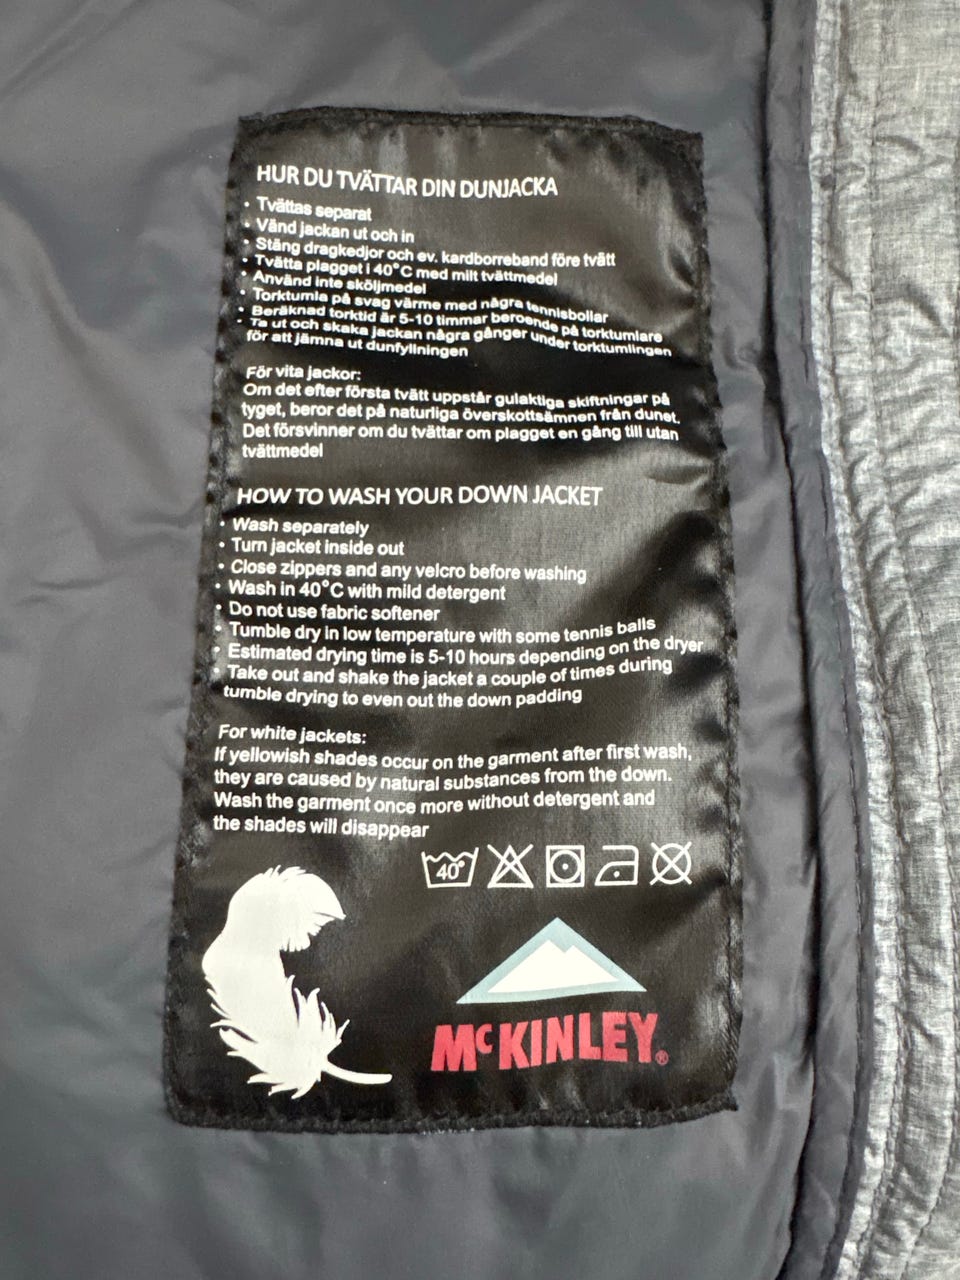 HUR DU TVÄTTAR DIN DUNJACKA
• Tvättas separat
• Vänd jackan ut och in
• Stäng dragkedjor och ev. kardborreband före tvätt
• Tvätta plagget i 40°C med milt tvättmedel
• Använd inte sköljmedel
• Torktumla på svag värme med några tennisbollar
• Beräknad torktid är 5-10 timmar beroende på torktumlare
• Ta ut och skaka jackan några gånger under torktumlingen
för att jämna ut dunfyllningen
För vita jackor:
Om det efter första tvätt uppstår gulaktiga skiftningar på
tyget, beror det på naturliga överskottsämnen från dunet.
Det försvinner om du tvättar om plagget en gång till utan
tvättmedel
HOW TO WASH YOUR DOWN JACKET
• Wash separately
• Turn jacket inside out
• Close zippers and any velcro before washing
• Wash in 40°C with mild detergent
• Do not use fabric softener
• Tumble dry in low temperature with some tennis balls
• Estimated drying time is 5-10 hours depending on the dryer
• Take out and shake the jacket a couple of times during
tumble drying to even out the down padding
For white jackets:
If yellowish shades occur on the garment after first wash,
they are caused by natural substances from the down.
Wash the garment once more without detergent and
the shades will disappear
40°
McKINLEY®